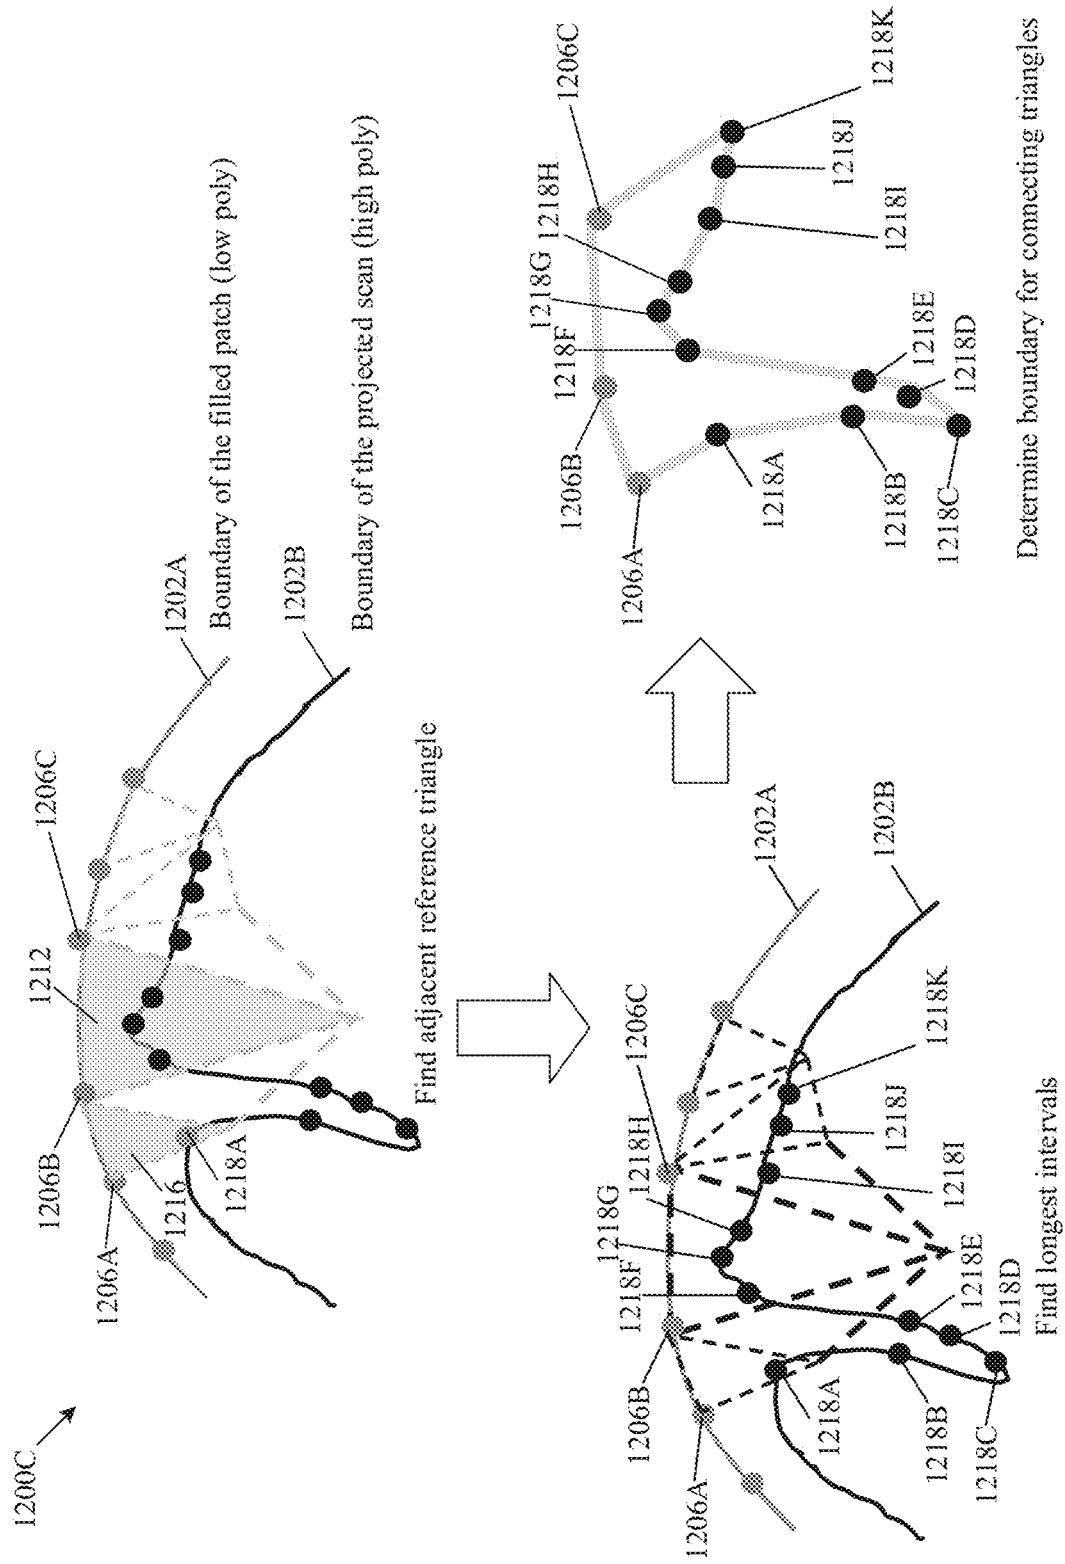 1200C
1206A
1206B
1216
1218A
1212
1206C
1202A
Boundary of the filled patch (low poly)
1202B
Boundary of the projected scan (high poly)
Find adjacent reference triangle
1206A
1206B
1218F
1218G
1218H
1206C
1202A
1202B
1218A
1218B
1218C
1218D
1218E
1218I
1218J
1218K
Find longest intervals
1206A
1206B
1218F
1218G
1218H
1206C
1218A
1218B
1218C
1218D
1218E
1218I
1218J
1218K
Determine boundary for connecting triangles